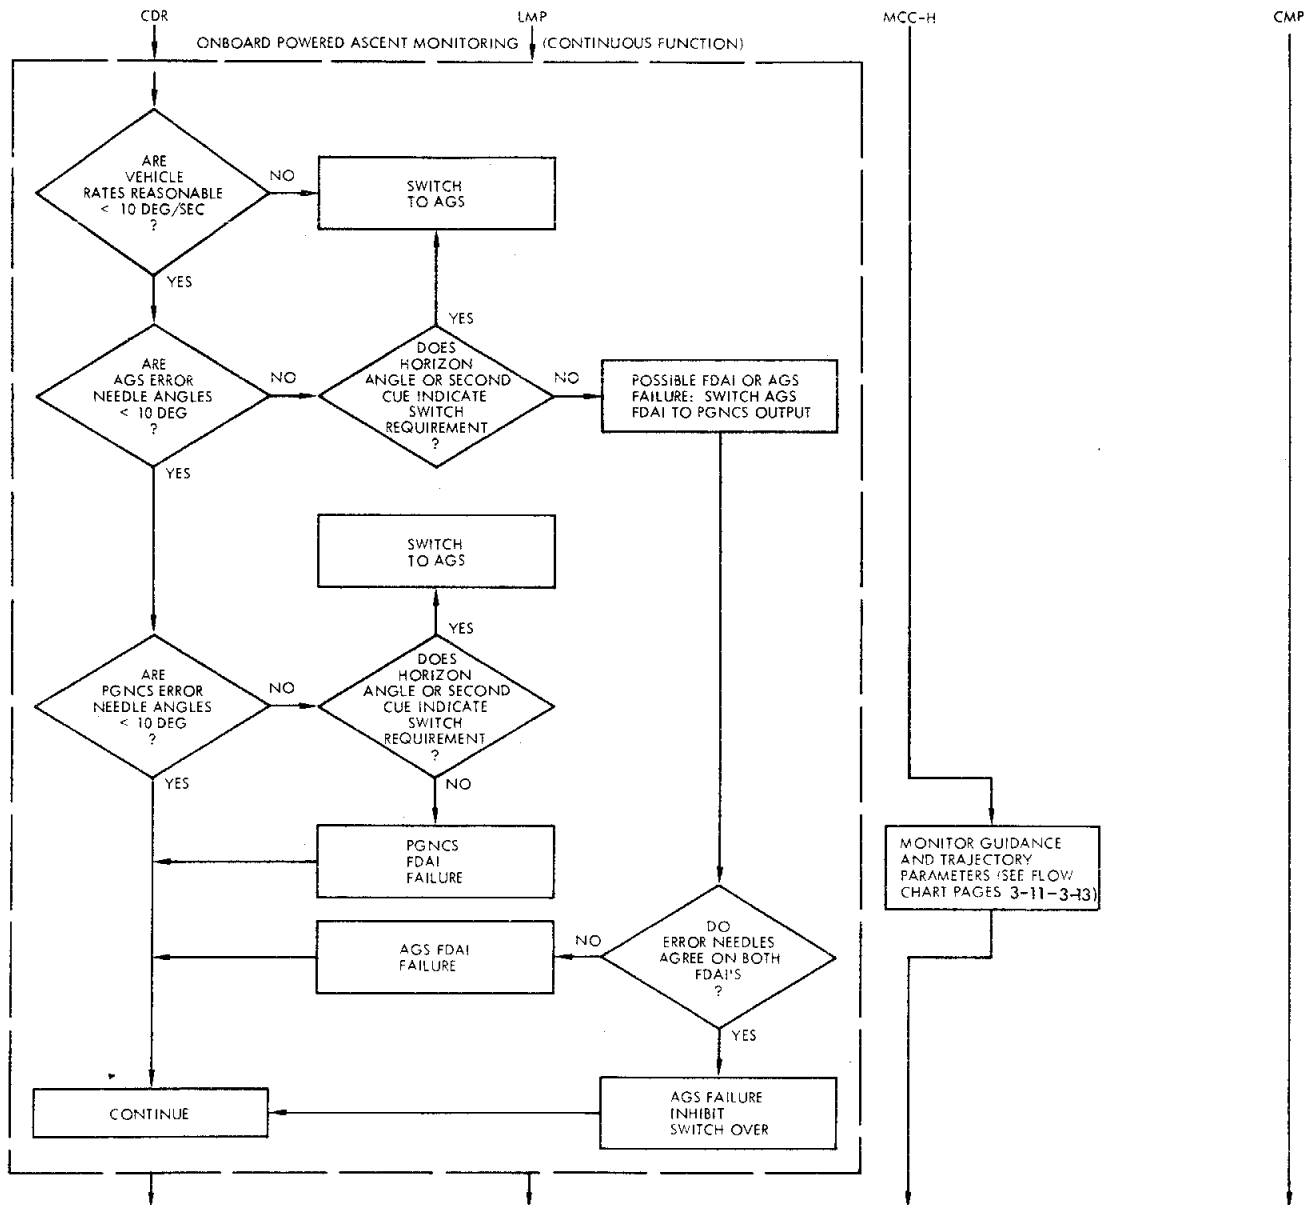 CDR
LMP
MCC-H
CMP
ONBOARD POWERED ASCENT MONITORING (CONTINUOUS FUNCTION)
ARE
VEHICLE
RATES REASONABLE
< 10 DEG/SEC
?
NO
SWITCH
TO AGS
YES
ARE
AGS ERROR
NEEDLE ANGLES
< 10 DEG
?
NO
YES
DOES
HORIZON
ANGLE OR SECOND
CUE INDICATE
SWITCH
REQUIREMENT
?
NO
POSSIBLE FDAI OR AGS
FAILURE: SWITCH AGS
FDAI TO PGNCS OUTPUT
YES
SWITCH
TO AGS
ARE
PGNCS ERROR
NEEDLE ANGLES
< 10 DEG
?
NO
YES
DOES
HORIZON
ANGLE OR SECOND
CUE INDICATE
SWITCH
REQUIREMENT
?
YES
NO
PGNCS
FDAI
FAILURE
MONITOR GUIDANCE
AND TRAJECTORY
PARAMETERS (SEE FLOW
CHART PAGES 3-11-3-13)
AGS FDAI
FAILURE
NO
DO
ERROR NEEDLES
AGREE ON BOTH
FDAI'S
?
YES
CONTINUE
AGS FAILURE
INHIBIT
SWITCH OVER